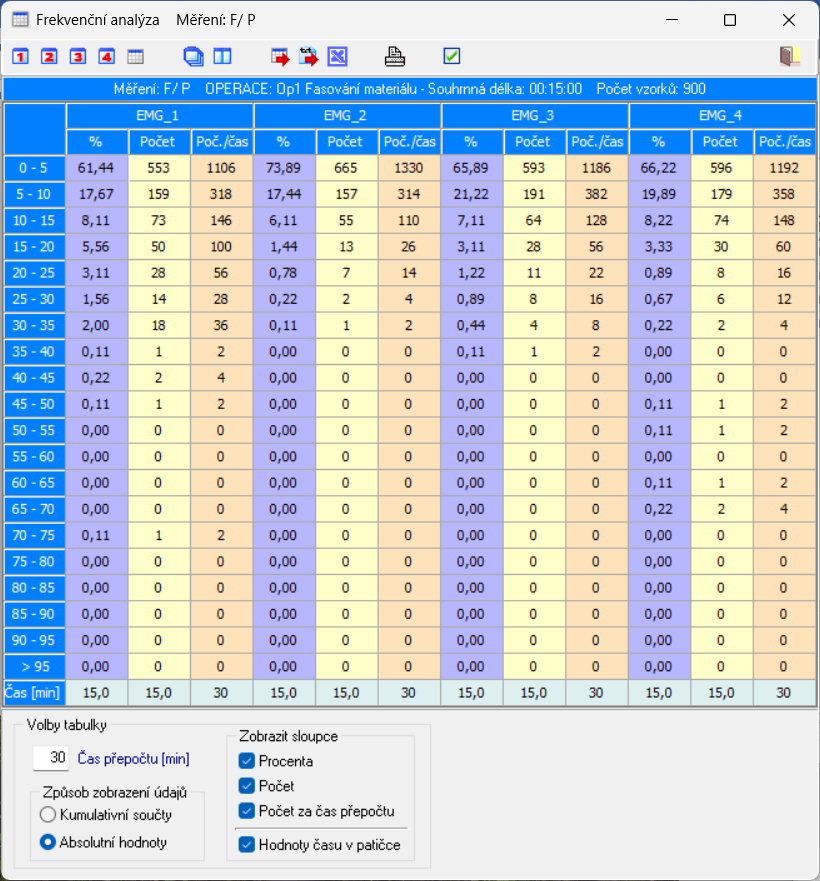 Frekvenční analýza Měření: F/ P
1 2 3 4
Měření: F/ P OPERACE: Op1 Fasování materiálu - Souhrnná délka: 00:15:00 Počet vzorků: 900
EMG_1 EMG_2 EMG_3 EMG_4
% Počet Poč./čas % Počet Poč./čas % Počet Poč./čas % Počet Poč./čas
0 - 5 61,44 553 1106 73,89 665 1330 65,89 593 1186 66,22 596 1192
5 - 10 17,67 159 318 17,44 157 314 21,22 191 382 19,89 179 358
10 - 15 8,11 73 146 6,11 55 110 7,11 64 128 8,22 74 148
15 - 20 5,56 50 100 1,44 13 26 3,11 28 56 3,33 30 60
20 - 25 3,11 28 56 0,78 7 14 1,22 11 22 0,89 8 16
25 - 30 1,56 14 28 0,22 2 4 0,89 8 16 0,67 6 12
30 - 35 2,00 18 36 0,11 1 2 0,44 4 8 0,22 2 4
35 - 40 0,11 1 2 0,00 0 0 0,11 1 2 0,00 0 0
40 - 45 0,22 2 4 0,00 0 0 0,00 0 0 0,00 0 0
45 - 50 0,11 1 2 0,00 0 0 0,00 0 0 0,11 1 2
50 - 55 0,00 0 0 0,00 0 0 0,00 0 0 0,11 1 2
55 - 60 0,00 0 0 0,00 0 0 0,00 0 0 0,00 0 0
60 - 65 0,00 0 0 0,00 0 0 0,00 0 0 0,11 1 2
65 - 70 0,00 0 0 0,00 0 0 0,00 0 0 0,22 2 4
70 - 75 0,11 1 2 0,00 0 0 0,00 0 0 0,00 0 0
75 - 80 0,00 0 0 0,00 0 0 0,00 0 0 0,00 0 0
80 - 85 0,00 0 0 0,00 0 0 0,00 0 0 0,00 0 0
85 - 90 0,00 0 0 0,00 0 0 0,00 0 0 0,00 0 0
90 - 95 0,00 0 0 0,00 0 0 0,00 0 0 0,00 0 0
> 95 0,00 0 0 0,00 0 0 0,00 0 0 0,00 0 0
Čas [min] 15,0 15,0 30 15,0 15,0 30 15,0 15,0 30 15,0 15,0 30
Volby tabulky
30 Čas přepočtu [min]
Způsob zobrazení údajů
Kumulativní součty
Absolutní hodnoty
Zobrazit sloupce
Procenta
Počet
Počet za čas přepočtu
Hodnoty času v patičce